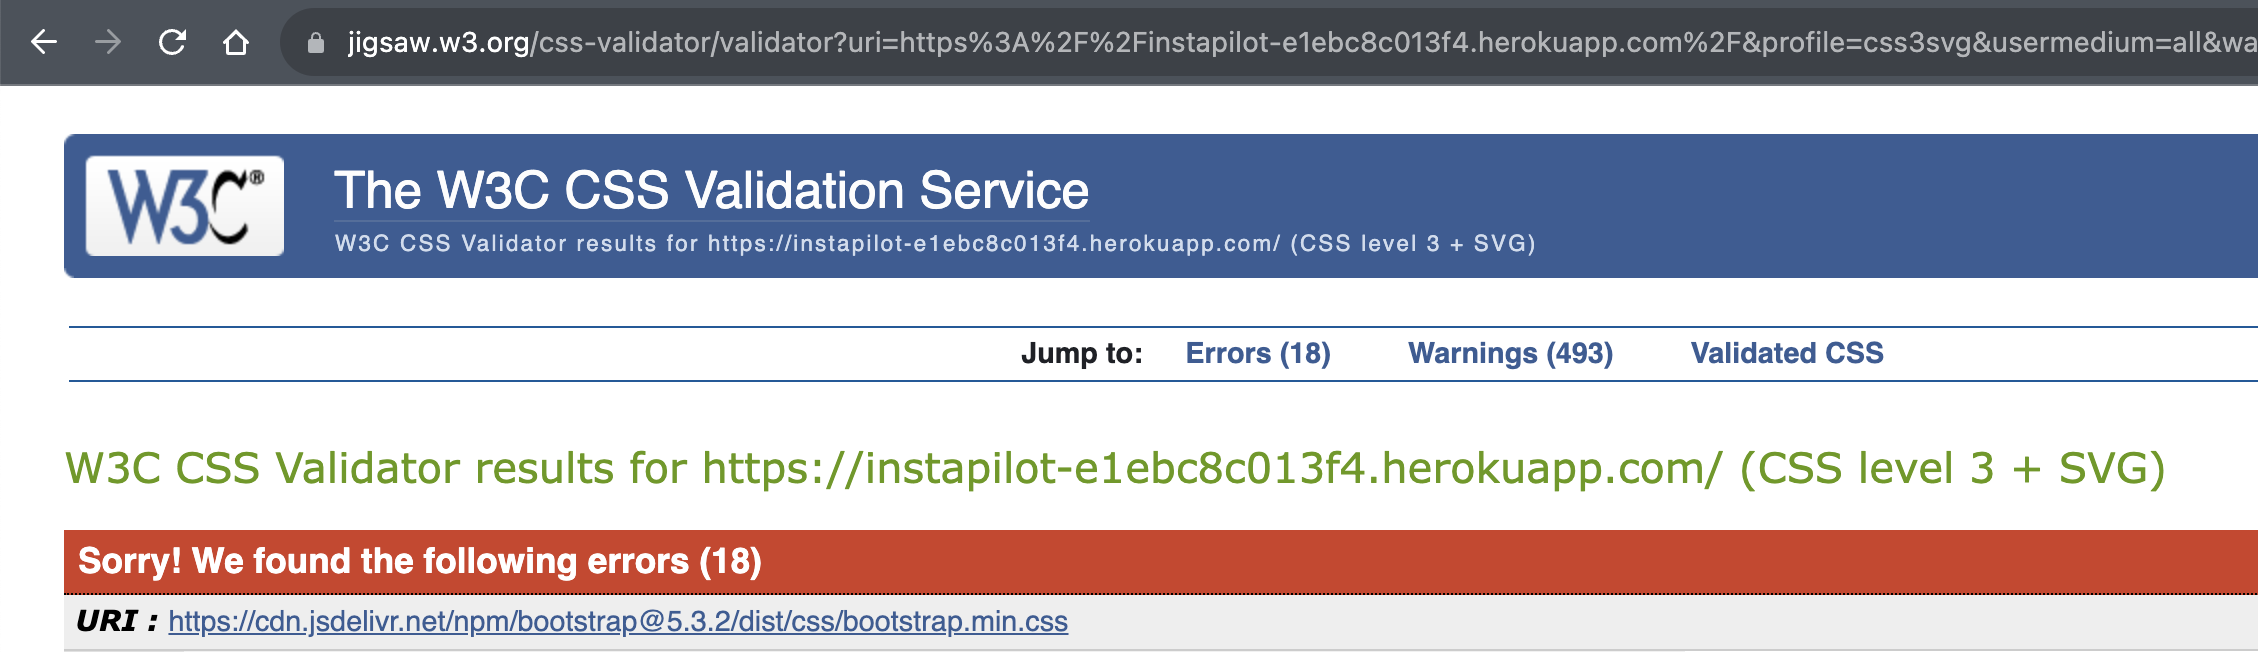 jigsaw.w3.org/css-validator/validator?uri=https%3A%2F%2Finstapilot-e1ebc8c013f4.herokuapp.com%2F&profile=css3svg&usermedium=all&wa
W3C®
The W3C CSS Validation Service
W3C CSS Validator results for https://instapilot-e1ebc8c013f4.herokuapp.com/ (CSS level 3 + SVG)
Jump to: Errors (18) Warnings (493) Validated CSS
W3C CSS Validator results for https://instapilot-e1ebc8c013f4.herokuapp.com/ (CSS level 3 + SVG)
Sorry! We found the following errors (18)
URI : https://cdn.jsdelivr.net/npm/bootstrap@5.3.2/dist/css/bootstrap.min.css